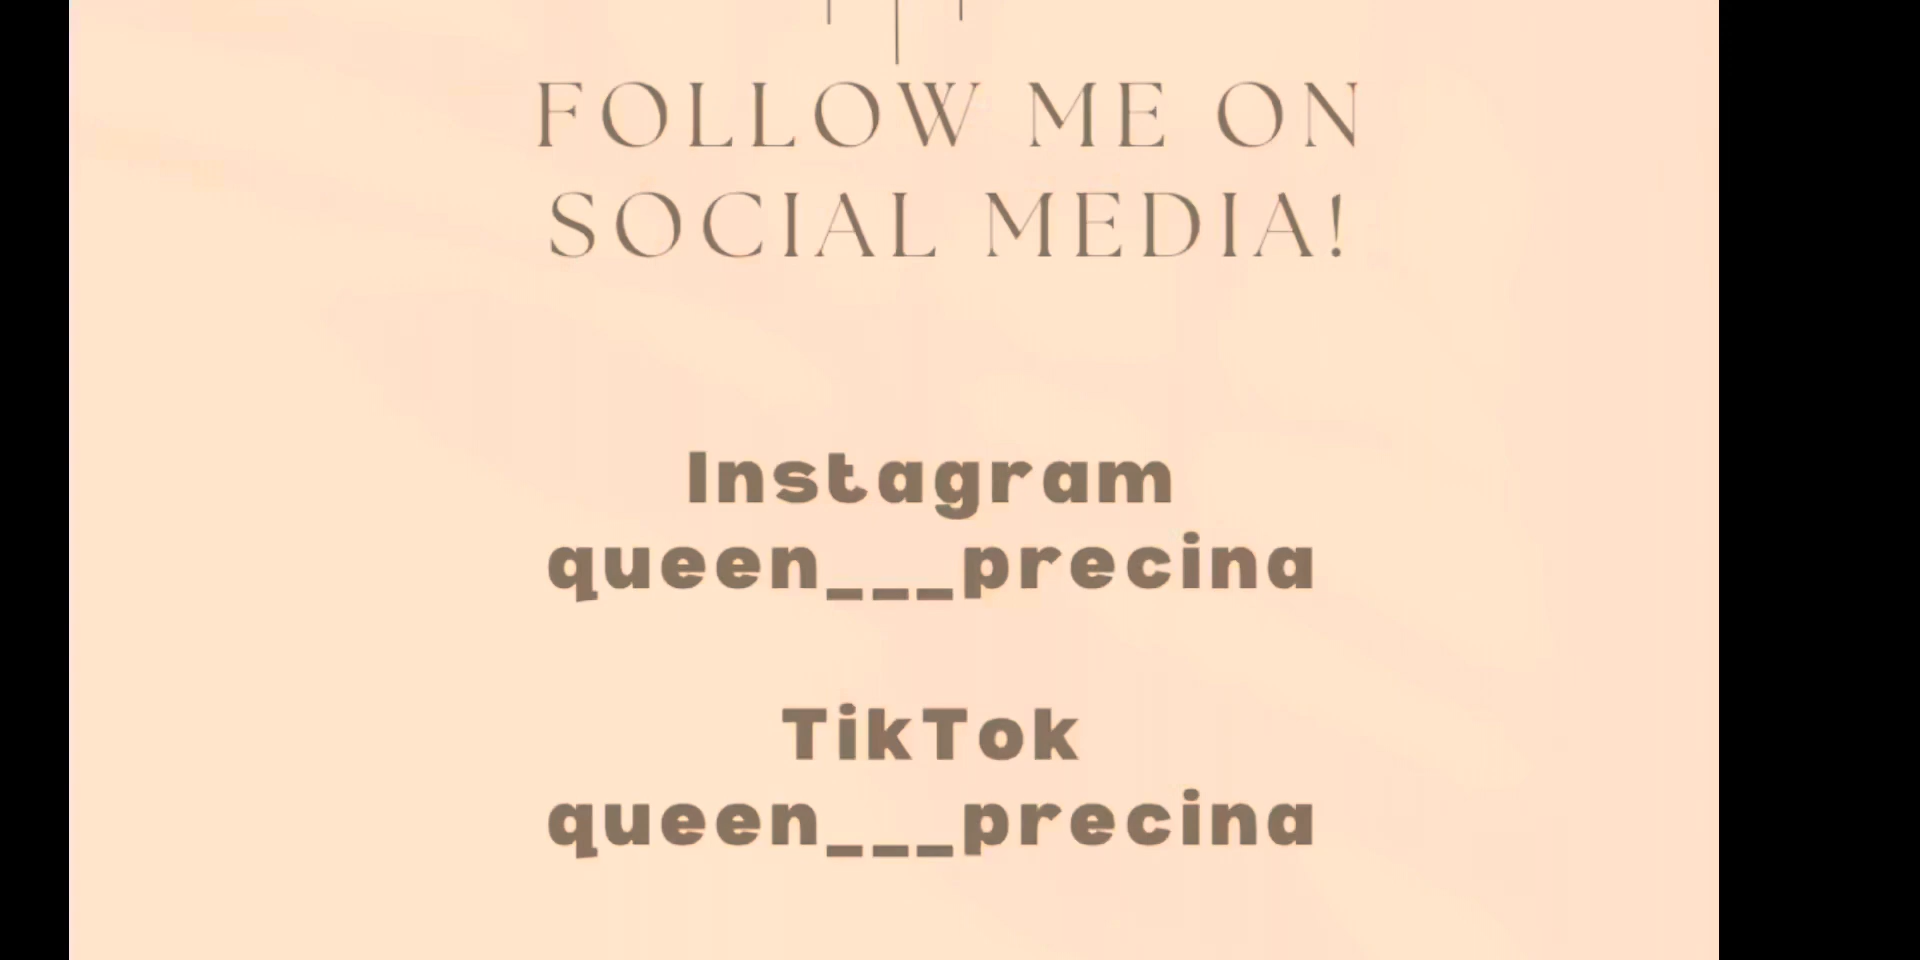 FOLLOW ME ON
SOCIAL MEDIA!
Instagram
queen___precina
TikTok
queen___precina